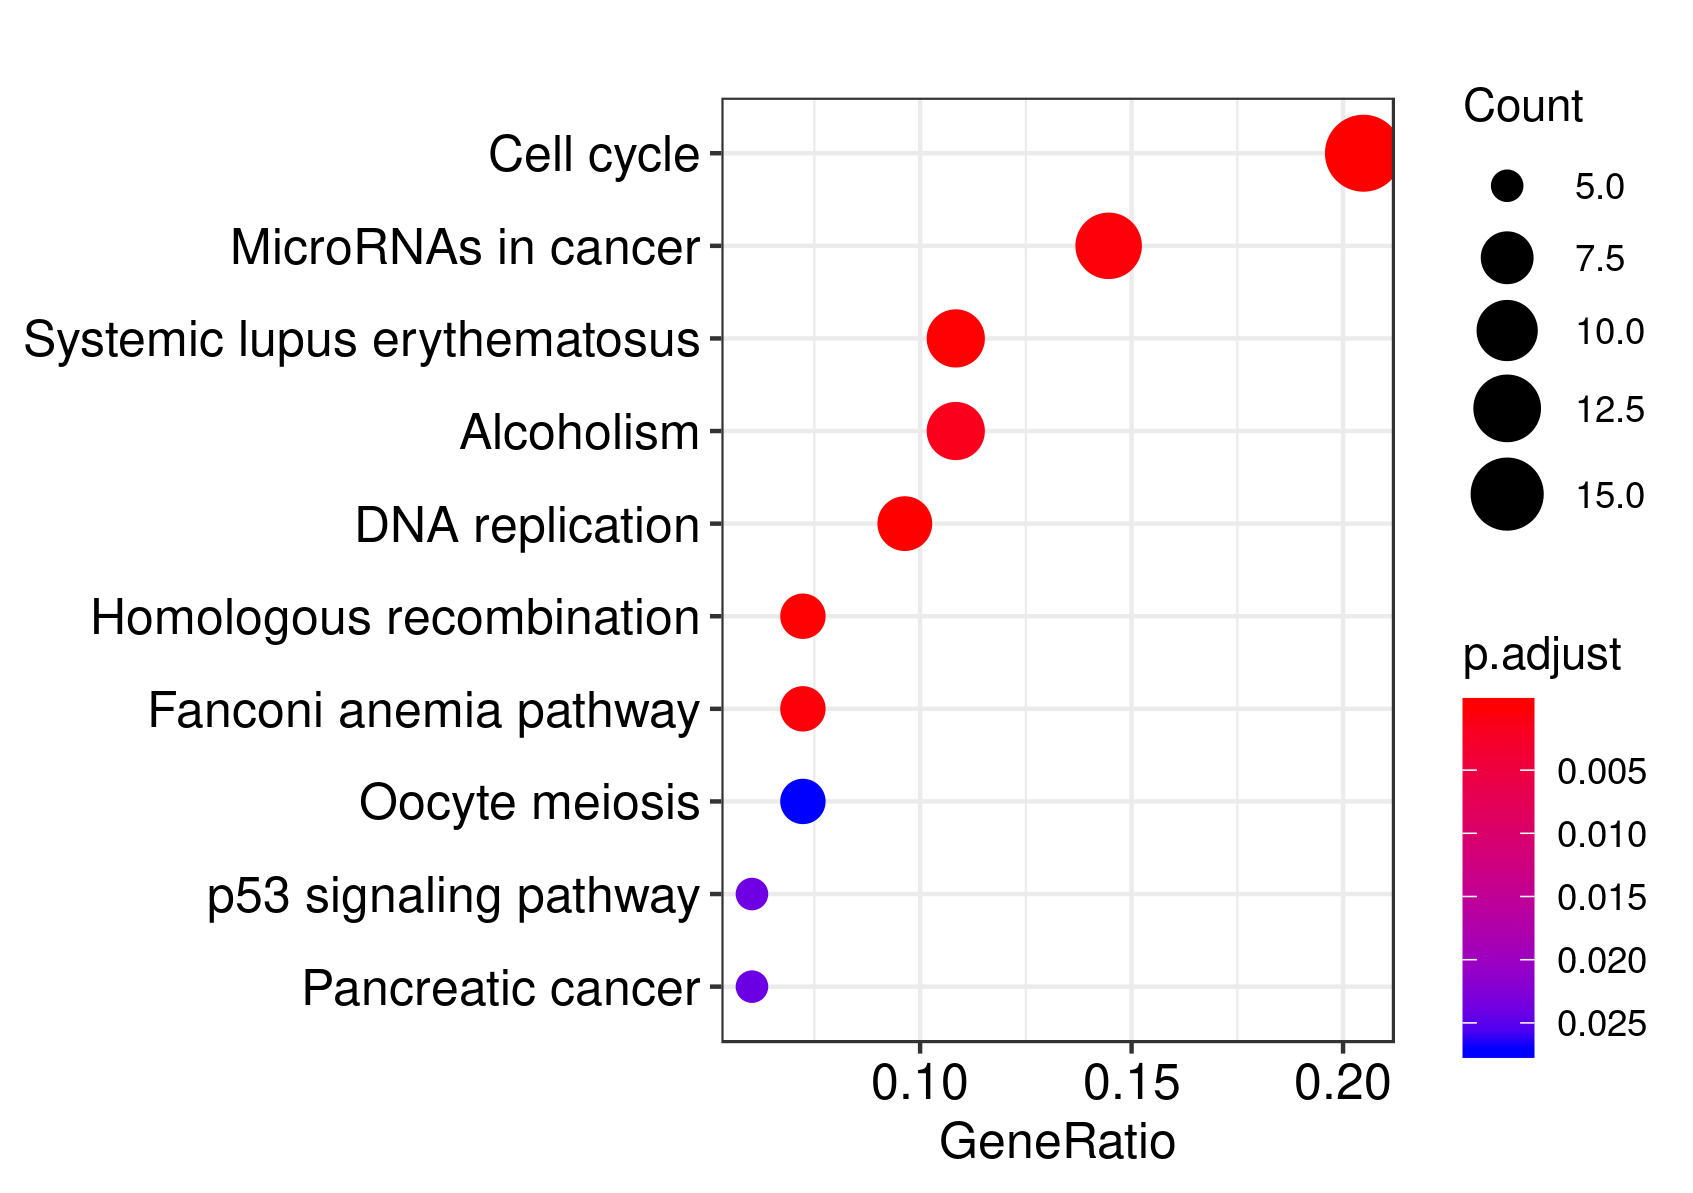 Cell cycle
MicroRNAs in cancer
Systemic lupus erythematosus
Alcoholism
DNA replication
Homologous recombination
Fanconi anemia pathway
Oocyte meiosis
p53 signaling pathway
Pancreatic cancer
0.10 0.15 0.20
GeneRatio
Count
5.0
7.5
10.0
12.5
15.0
p.adjust
0.005
0.010
0.015
0.020
0.025